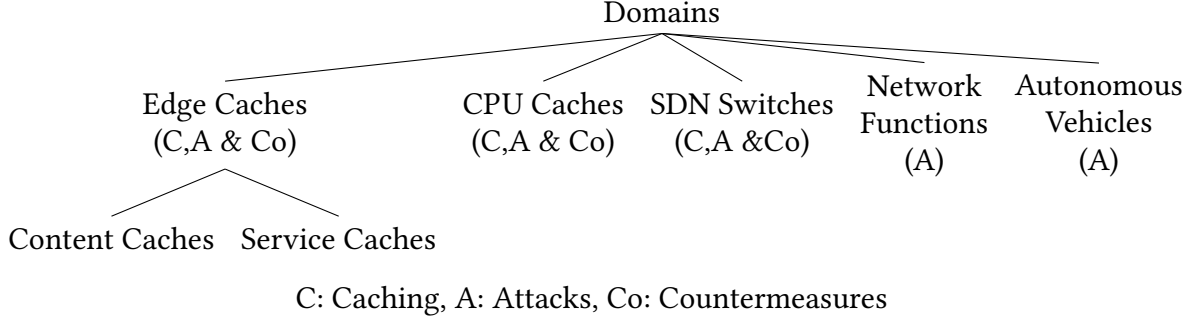 Domains
Edge Caches
(C,A & Co)
CPU Caches
(C,A & Co)
SDN Switches
(C,A &Co)
Network
Functions
(A)
Autonomous
Vehicles
(A)
Content Caches
Service Caches
C: Caching, A: Attacks, Co: Countermeasures